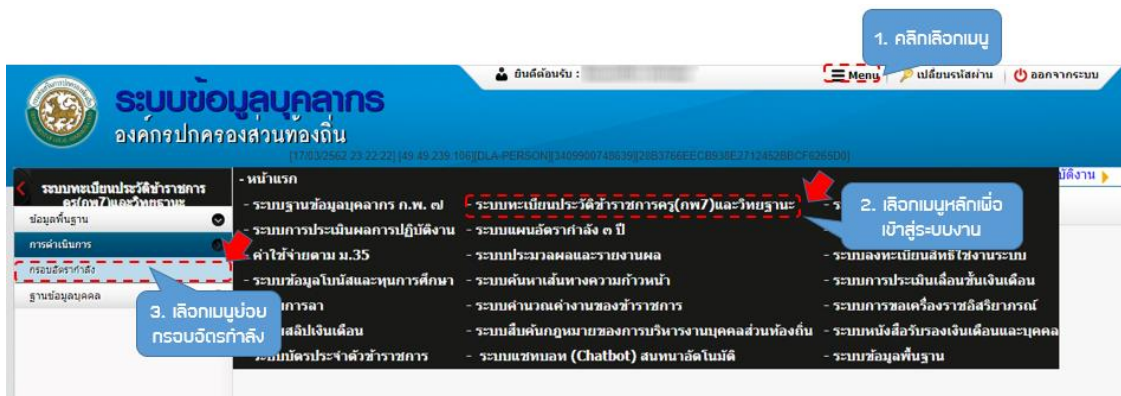 1. คลิกเลือกเมนู
ยินดีต้อนรับ :
Menu
เปลี่ยนรหัสผ่าน
ออกจากระบบ
ระบบข้อมูลบุคลากร
องค์กรปกครองส่วนท้องถิ่น
[17/03/2562 23:22:22]
ระบบทะเบียนประวัติข้าราชการ
ครู(กพ7)และวิทยฐานะ
ข้อมูลพื้นฐาน
การดำเนินการ
กรอบอัตรากำลัง
ฐานข้อมูลบุคคล
3. เลือกเมนูย่อย
กรอบอัตรากำลัง
- หน้าแรก
- ระบบฐานข้อมูลบุคลากร ก.พ. ๗
- ระบบทะเบียนประวัติข้าราชการครู(กพ7)และวิทยฐานะ
2. เลือกเมนูหลักเพื่อ
เข้าสู่ระบบงาน
- ระบบการประเมินผลการปฏิบัติงาน
- ระบบแผนอัตรากำลัง ๓ ปี
- ค่าใช้จ่ายตาม ม.35
- ระบบประมวลผลและรายงานผล
- ระบบลงทะเบียนสิทธิใช้งานระบบ
- ระบบข้อมูลโบนัสและทุนการศึกษา
- ระบบค้นหาเส้นทางความก้าวหน้า
- ระบบการประเมินเลื่อนขั้นเงินเดือน
การลา
- ระบบคำนวณค่างานของข้าราชการ
- ระบบการขอเครื่องราชอิสริยาภรณ์
สลิปเงินเดือน
- ระบบสืบค้นกฎหมายของการบริหารงานบุคคลส่วนท้องถิ่น
- ระบบหนังสือรับรองเงินเดือนและบุคคล
ระบบบัตรประจำตัวข้าราชการ
- ระบบแชทบอท (Chatbot) สนทนาอัตโนมัติ
- ระบบข้อมูลพื้นฐาน